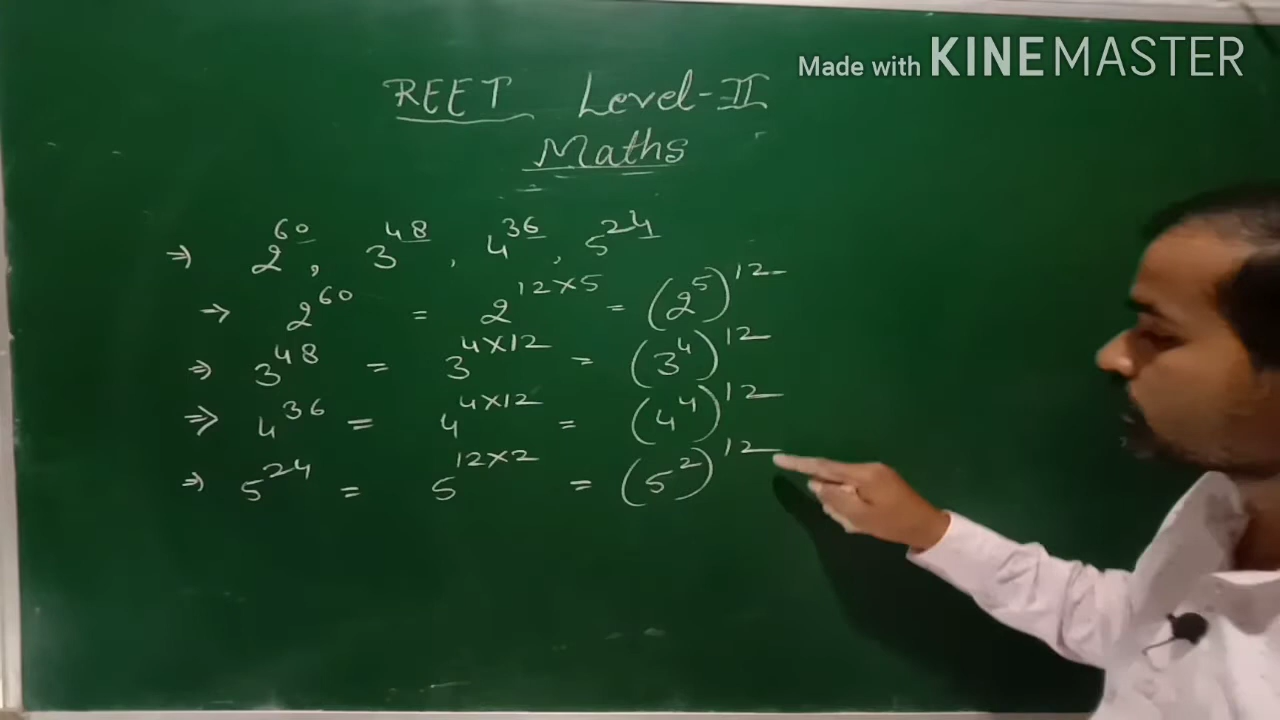 Made with KINEMASTER
REET Level-II
Maths
→ 2^60, 3^48, 4^36, 5^24
→ 2^60 = 2^12×5 = (2^5)^12
⇒ 3^48 = 3^4×12 = (3^4)^12
⇒ 4^36 = 4^4×12 = (4^4)^12
⇒ 5^24 = 5^12×2 = (5^2)^12